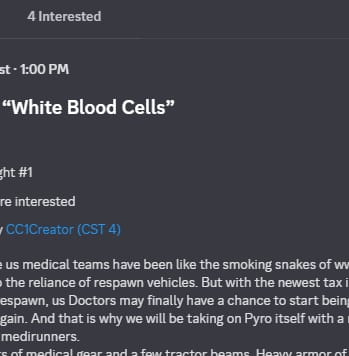 4 Interested
st · 1:00 PM
“White Blood Cells”
ght #1
re interested
y CC1Creator (CST 4)
e us medical teams have been like the smoking snakes of wv
the reliance of respawn vehicles. But with the newest tax i
espawn, us Doctors may finally have a chance to start being
gain. And that is why we will be taking on Pyro itself with a
medirunners.
ts of medical gear and a few tractor beams. Heavy armor of